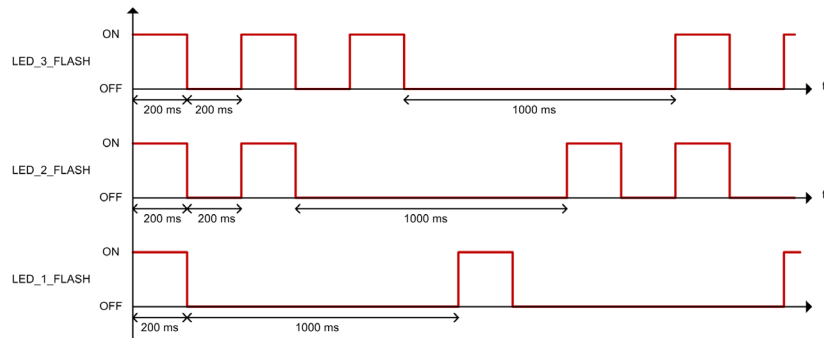 ON
LED_3_FLASH
OFF
t
200 ms 200 ms 1000 ms
ON
LED_2_FLASH
OFF
t
200 ms 200 ms 1000 ms
ON
LED_1_FLASH
OFF
t
200 ms 1000 ms